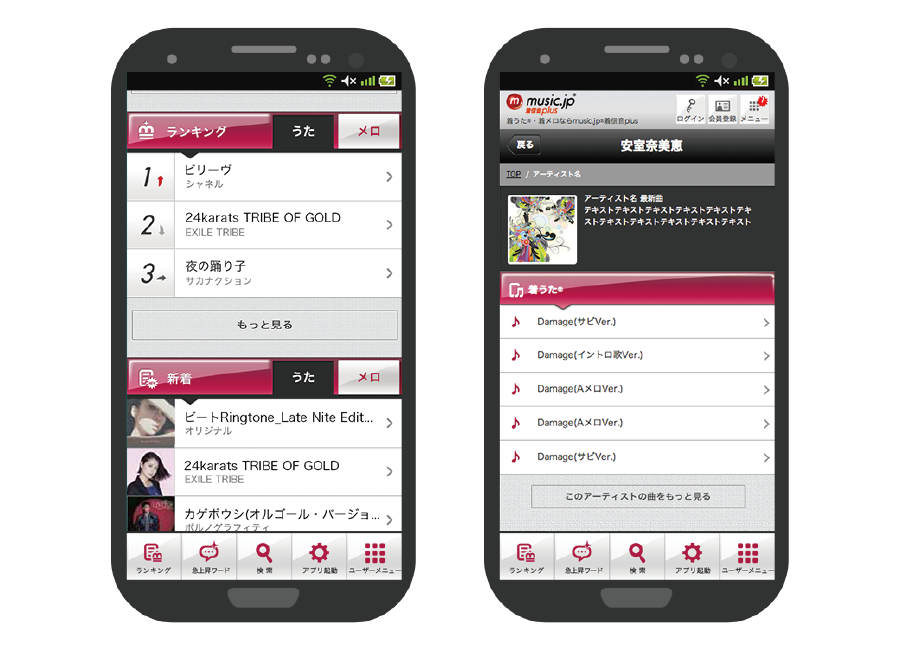 ランキング
うた
メロ
1
ビリーヴ
シャネル
2
24karats TRIBE OF GOLD
EXILE TRIBE
3
夜の踊り子
サカナクション
もっと見る
新着
うた
メロ
ビートRingtone_Late Nite Edit...
オリジナル
24karats TRIBE OF GOLD
EXILE TRIBE
カゲボウシ(オルゴール・バージョ...
ポルノグラフィティ
ランキング
急上昇ワード
検索
アプリ起動
ユーザーメニュー
music.jp
着信音plus
着うた®・着メロならmusic.jp®着信音plus
ログイン
会員登録
メニュー
戻る
安室奈美恵
TOP / アーティスト名
アーティスト名 最新曲
テキストテキストテキストテキストテキストテキ
ストテキストテキストテキストテキストテキスト
着うた®
Damage(サビVer.)
Damage(イントロ歌Ver.)
Damage(AメロVer.)
Damage(AメロVer.)
Damage(サビVer.)
このアーティストの曲をもっと見る
ランキング
急上昇ワード
検索
アプリ起動
ユーザーメニュー